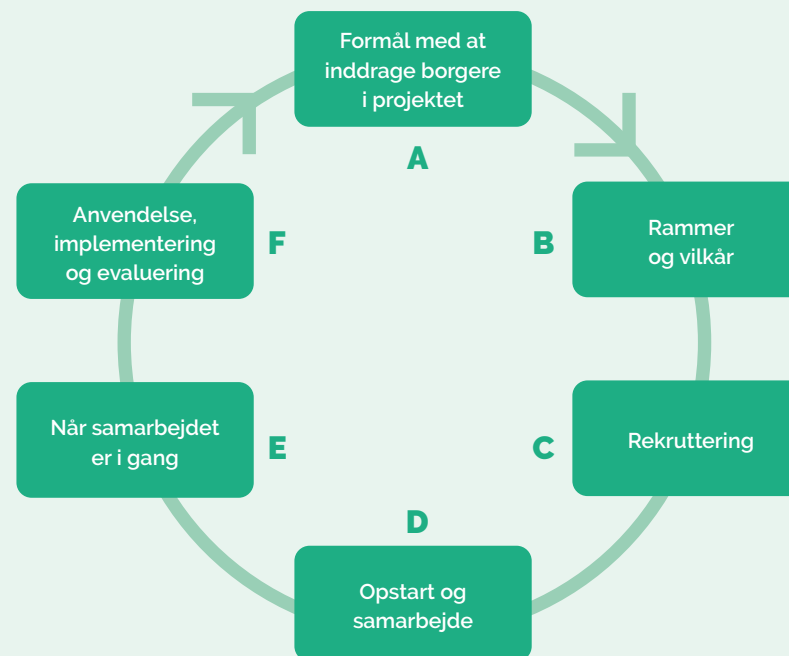 Formål med at
inddrage borgere
i projektet
A
Rammer
og vilkår
B
Rekruttering
C
D
Opstart og
samarbejde
Når samarbejdet
er i gang
E
Anvendelse,
implementering
og evaluering
F